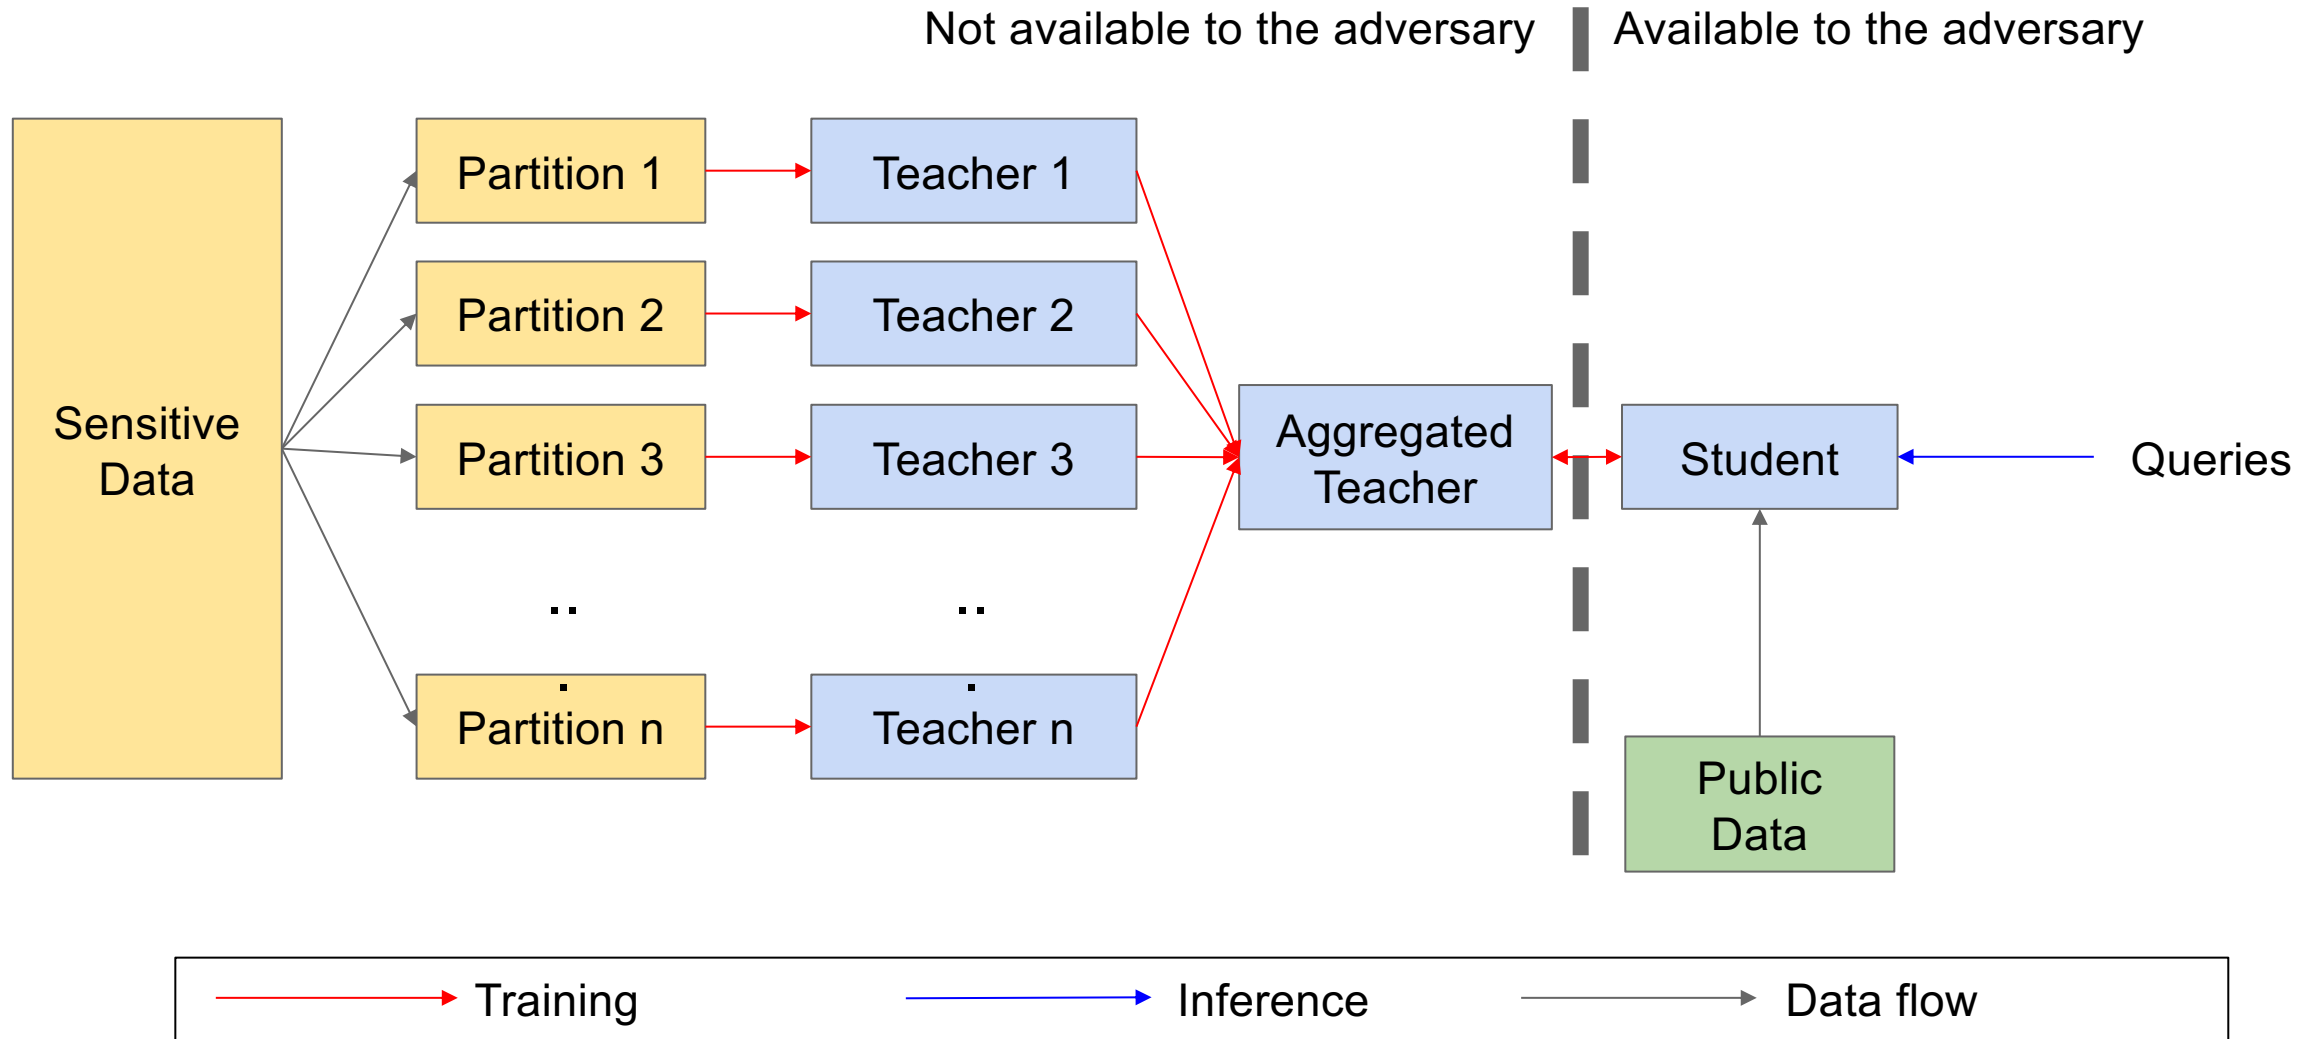 Not available to the adversary
Available to the adversary
Sensitive
Data
Partition 1
Teacher 1
Partition 2
Teacher 2
Partition 3
Teacher 3
..
.
Partition n
..
.
Teacher n
Aggregated
Teacher
Student
Queries
Public
Data
Training
Inference
Data flow